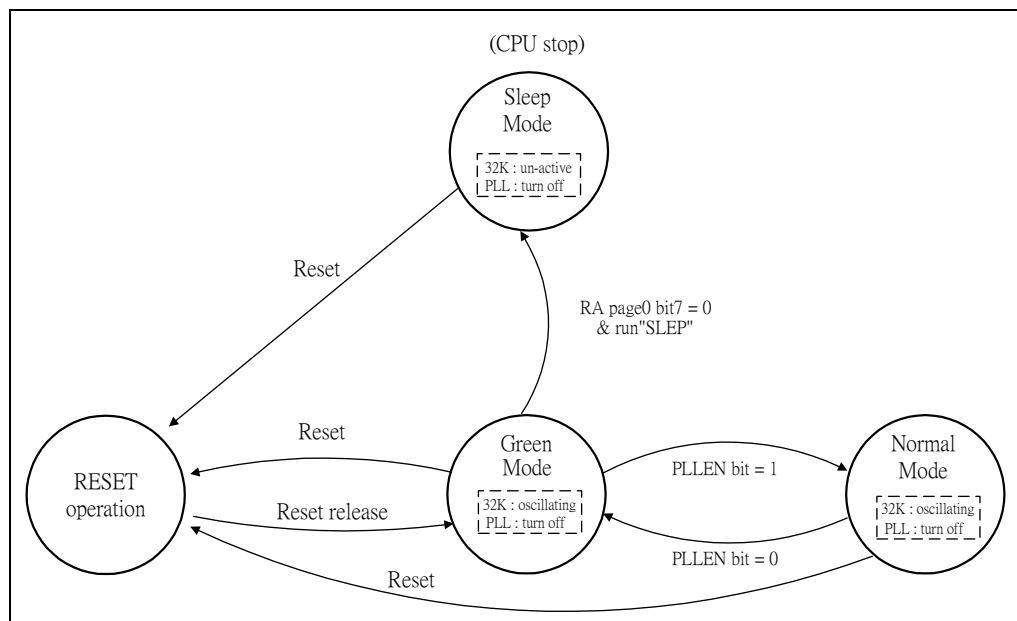 (CPU stop)
Sleep
Mode
32K : un-active
PLL : turn off
Reset
RA page0 bit7 = 0
& run"SLEP"
RESET
operation
Reset
Reset release
Green
Mode
32K : oscillating
PLL : turn off
PLLEN bit = 1
PLLEN bit = 0
Normal
Mode
32K : oscillating
PLL : turn off
Reset